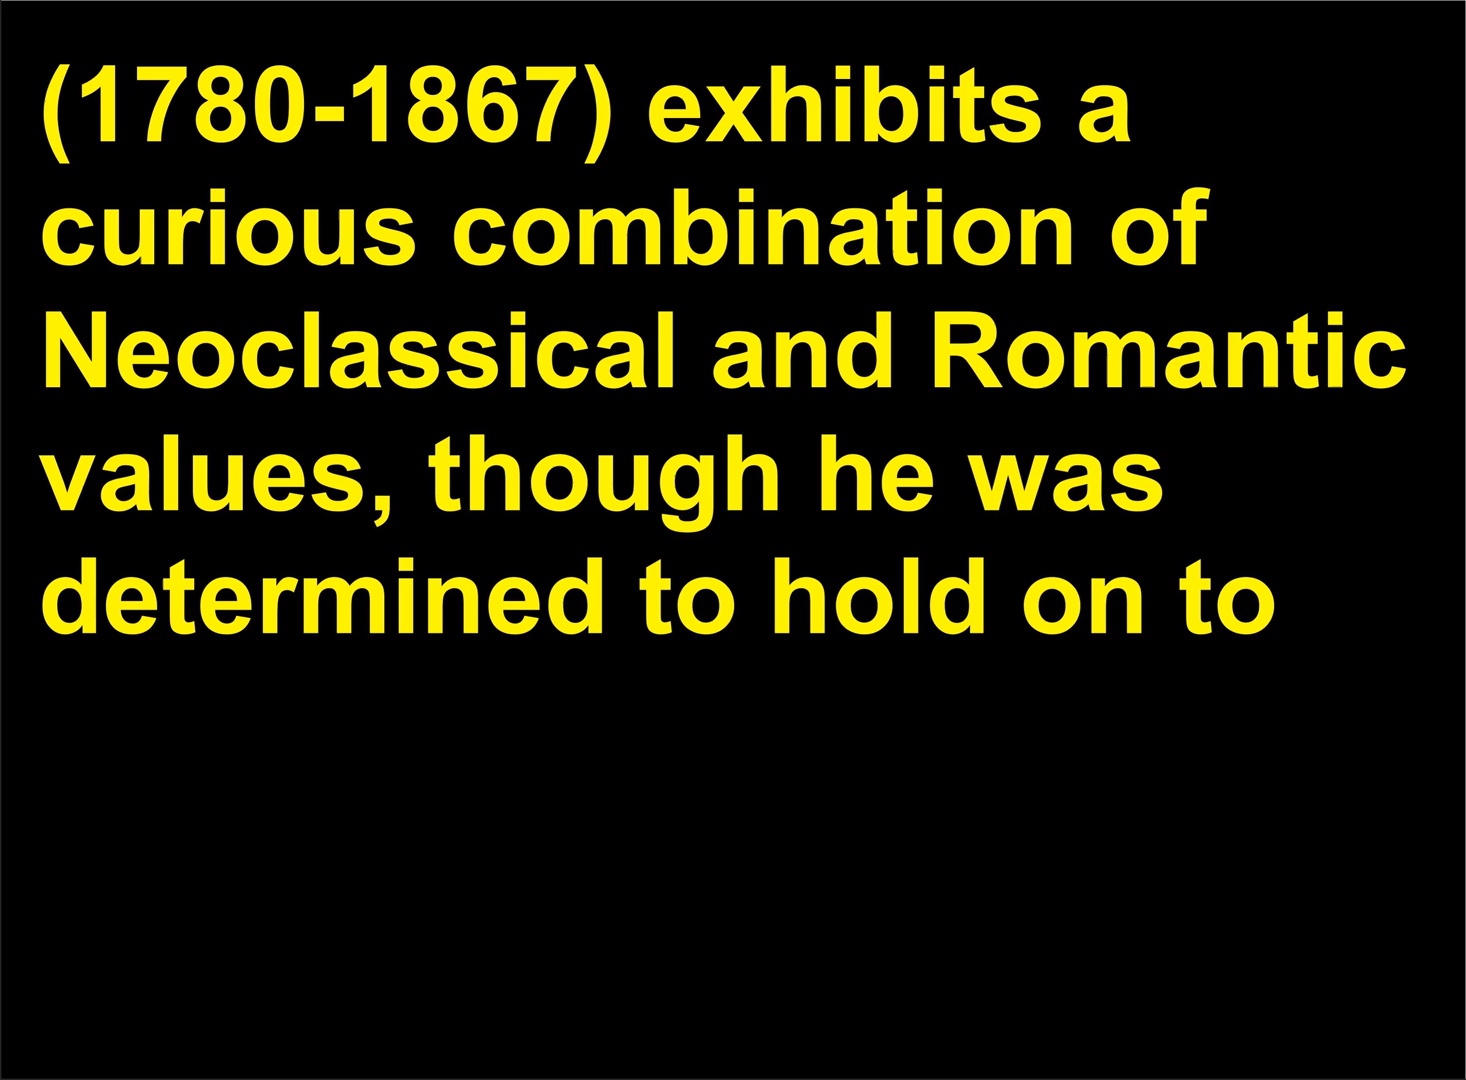 (1780-1867) exhibits a
curious combination of
Neoclassical and Romantic
values, though he was
determined to hold on to